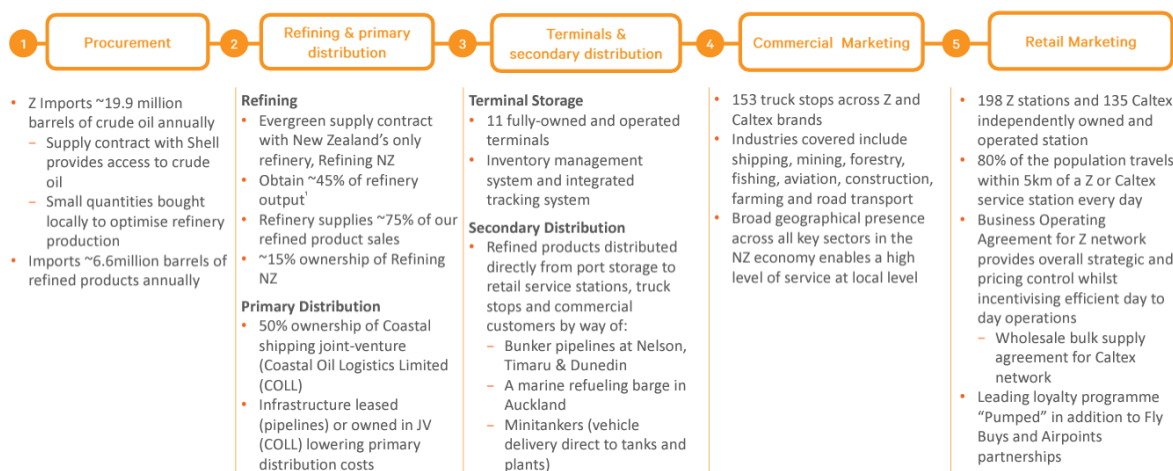 1
Procurement
2
Refining & primary
distribution
3
Terminals &
secondary distribution
4
Commercial Marketing
5
Retail Marketing
• Z Imports ~19.9 million
barrels of crude oil annually
– Supply contract with Shell
provides access to crude
oil
– Small quantities bought
locally to optimise refinery
production
• Imports ~6.6million barrels of
refined products annually
Refining
• Evergreen supply contract
with New Zealand's only
refinery, Refining NZ
• Obtain ~45% of refinery
output¹
• Refinery supplies ~75% of our
refined product sales
• ~15% ownership of Refining
NZ
Primary Distribution
• 50% ownership of Coastal
shipping joint-venture
(Coastal Oil Logistics Limited
(COLL)
• Infrastructure leased
(pipelines) or owned in JV
(COLL) lowering primary
distribution costs
Terminal Storage
• 11 fully-owned and operated
terminals
• Inventory management
system and integrated
tracking system
Secondary Distribution
• Refined products distributed
directly from port storage to
retail service stations, truck
stops and commercial
customers by way of:
– Bunker pipelines at Nelson,
Timaru & Dunedin
– A marine refueling barge in
Auckland
– Minitankers (vehicle
delivery direct to tanks and
plants)
• 153 truck stops across Z and
Caltex brands
• Industries covered include
shipping, mining, forestry,
fishing, aviation, construction,
farming and road transport
• Broad geographical presence
across all key sectors in the
NZ economy enables a high
level of service at local level
• 198 Z stations and 135 Caltex
independently owned and
operated station
• 80% of the population travels
within 5km of a Z or Caltex
service station every day
• Business Operating
Agreement for Z network
provides overall strategic and
pricing control whilst
incentivising efficient day to
day operations
– Wholesale bulk supply
agreement for Caltex
network
• Leading loyalty programme
"Pumped" in addition to Fly
Buys and Airpoints
partnerships